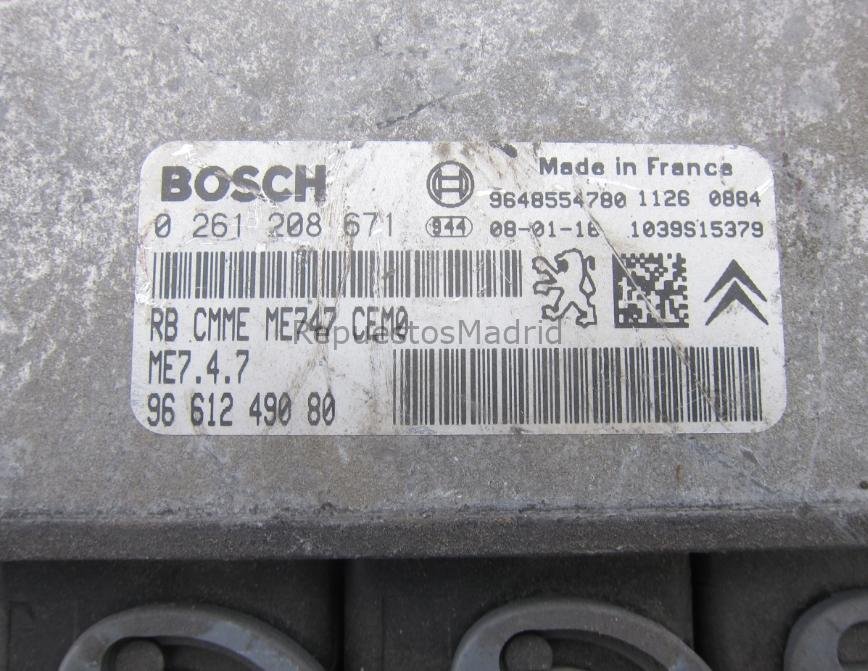 BOSCH
Made in France
9648554780 1126 0884
0 261 208 671
944 08-01-16 1039S15379
RB CMME ME747 CEM0
RepuestosMadrid
ME7.4.7
96 612 490 80